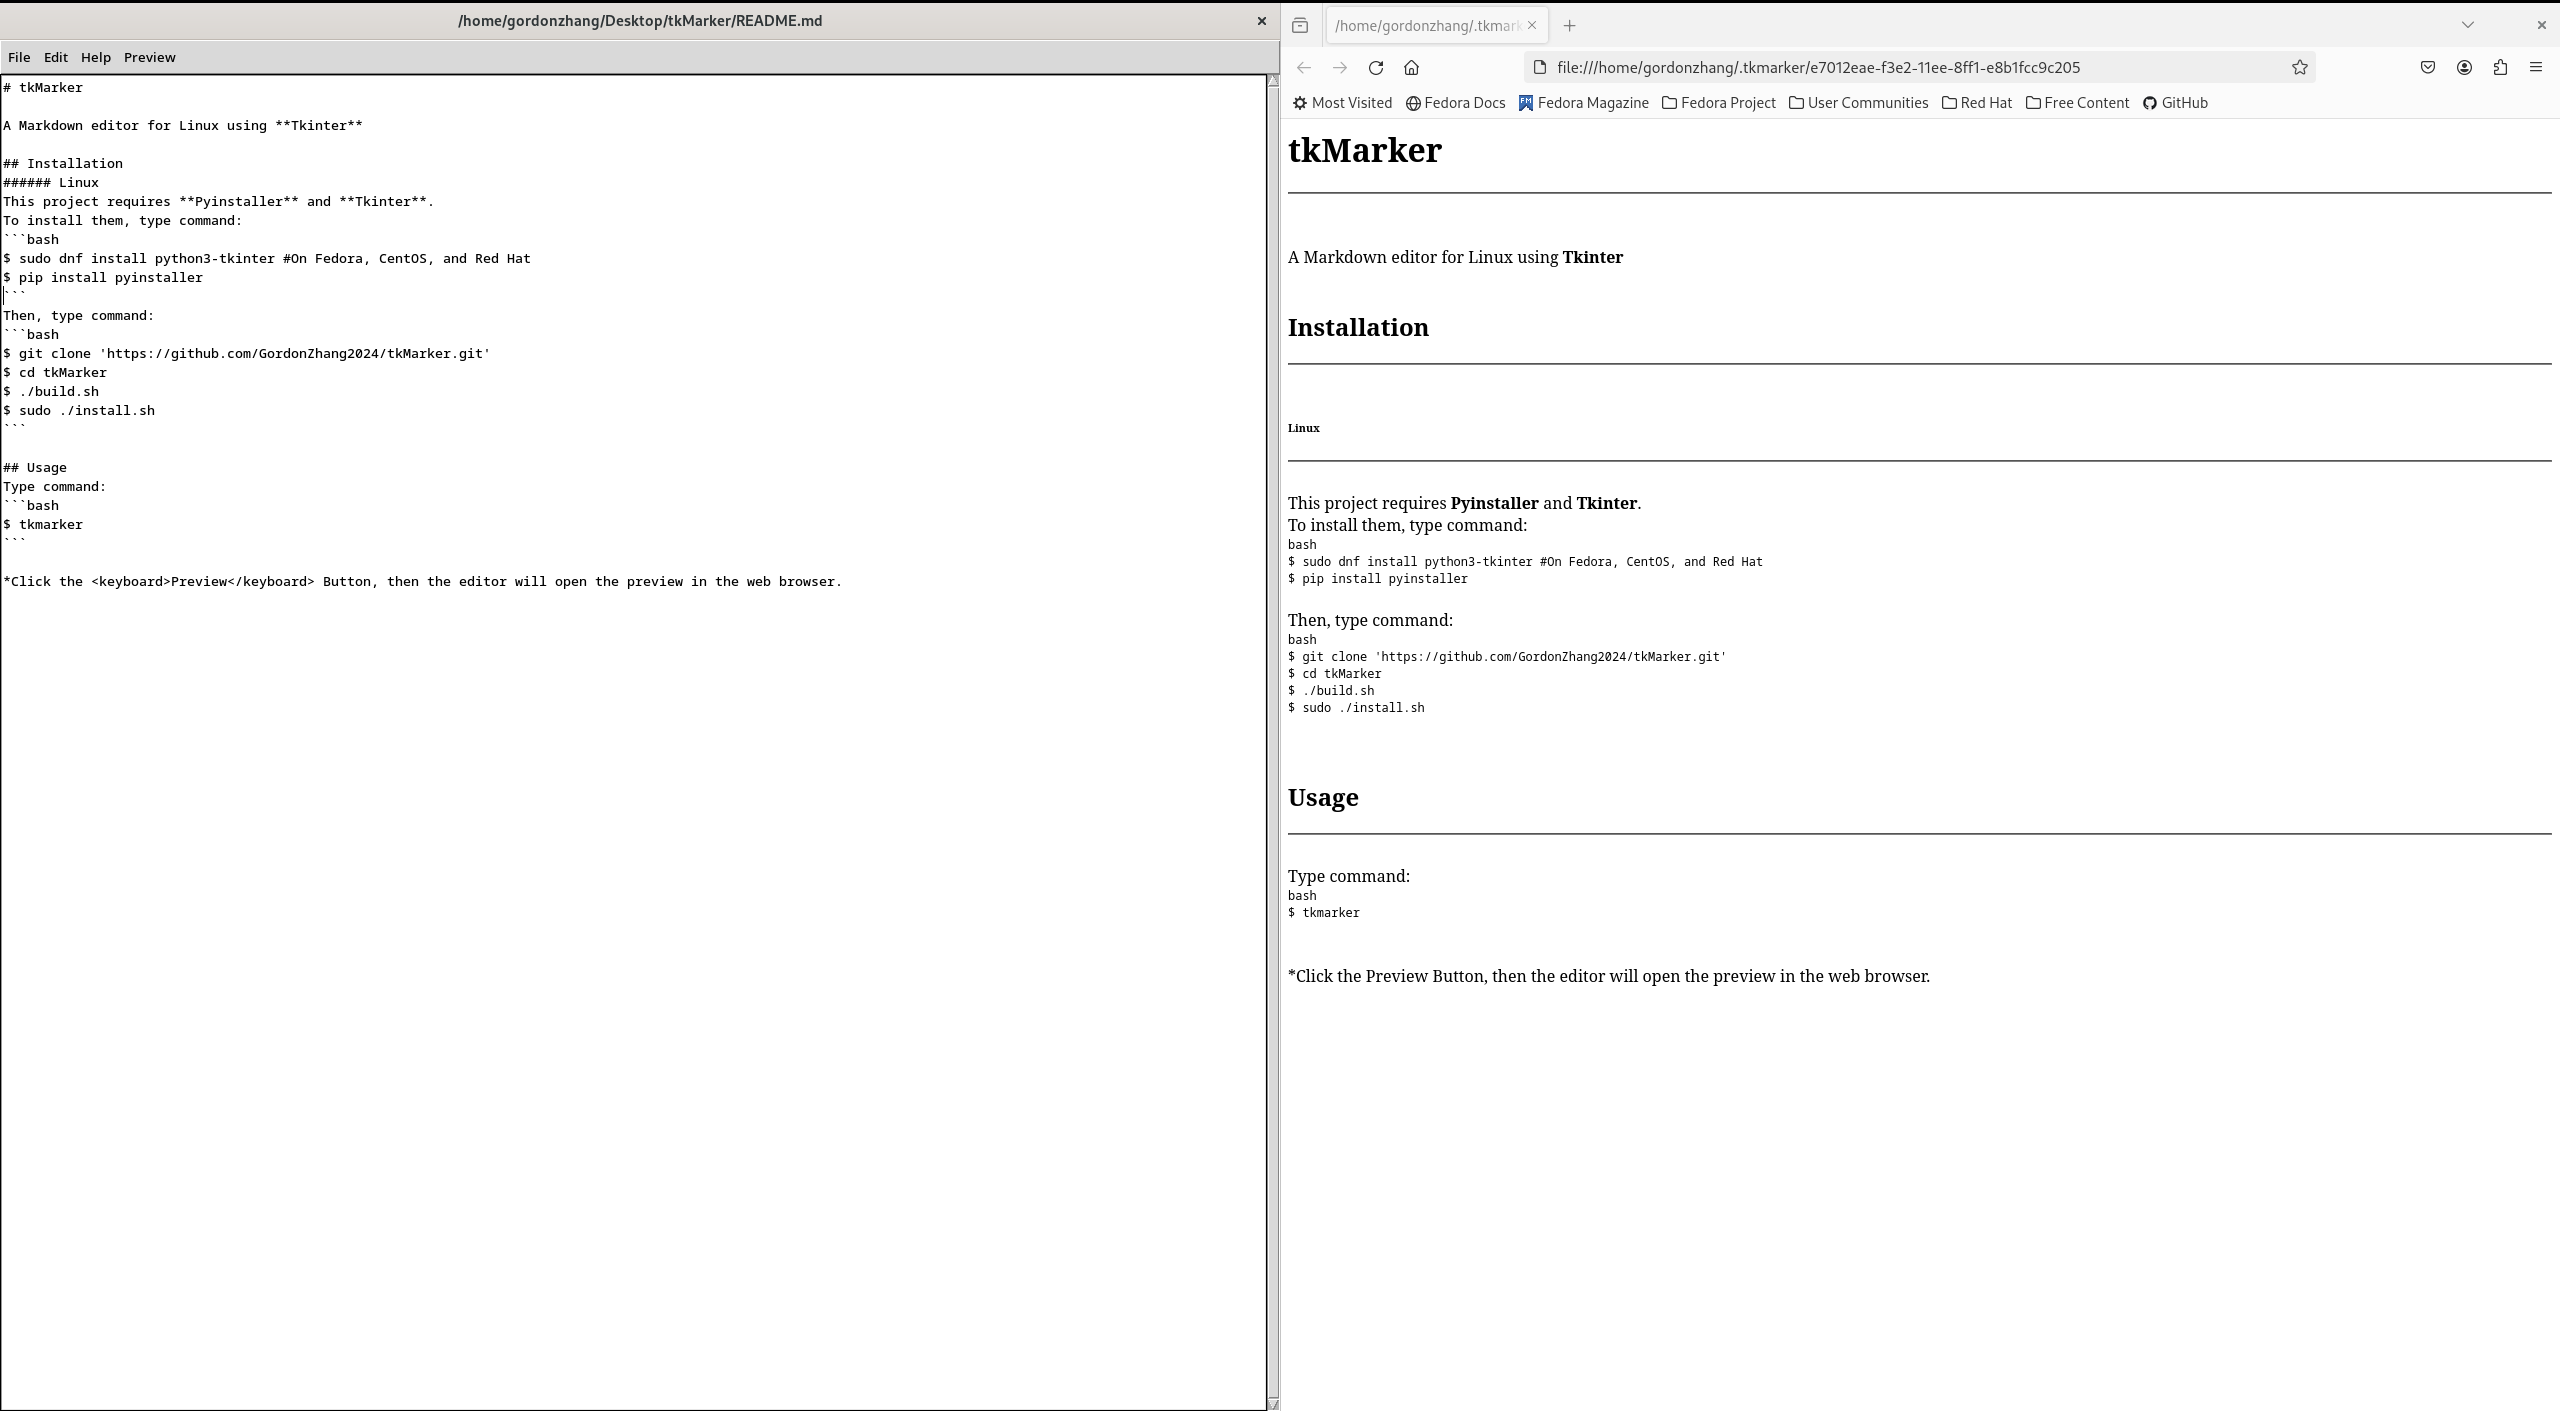 /home/gordonzhang/Desktop/tkMarker/README.md
File Edit Help Preview
# tkMarker
A Markdown editor for Linux using **Tkinter**
## Installation
###### Linux
This project requires **Pyinstaller** and **Tkinter**.
To install them, type command:
```bash
$ sudo dnf install python3-tkinter #On Fedora, CentOS, and Red Hat
$ pip install pyinstaller
```
Then, type command:
```bash
$ git clone 'https://github.com/GordonZhang2024/tkMarker.git'
$ cd tkMarker
$ ./build.sh
$ sudo ./install.sh
```
## Usage
Type command:
```bash
$ tkmarker
```
*Click the <keyboard>Preview</keyboard> Button, then the editor will open the preview in the web browser.
/home/gordonzhang/.tkmark
file:///home/gordonzhang/.tkmarker/e7012eae-f3e2-11ee-8ff1-e8b1fcc9c205
Most Visited Fedora Docs Fedora Magazine Fedora Project User Communities Red Hat Free Content GitHub
tkMarker
A Markdown editor for Linux using Tkinter
Installation
Linux
This project requires Pyinstaller and Tkinter.
To install them, type command:
bash
$ sudo dnf install python3-tkinter #On Fedora, CentOS, and Red Hat
$ pip install pyinstaller
Then, type command:
bash
$ git clone 'https://github.com/GordonZhang2024/tkMarker.git'
$ cd tkMarker
$ ./build.sh
$ sudo ./install.sh
Usage
Type command:
bash
$ tkmarker
*Click the Preview Button, then the editor will open the preview in the web browser.